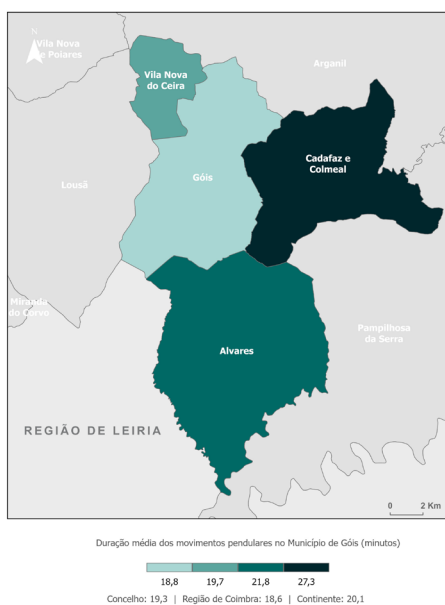 N
Vila Nova
de Poiares
Arganil
Vila Nova
do Ceira
Cadafaz e
Colmeal
Góis
Lousã
Miranda
do Corvo
Pampilhosa
da Serra
Alvares
REGIÃO DE LEIRIA
0 2 Km
Duração média dos movimentos pendulares no Município de Góis (minutos)
18,8 19,7 21,8 27,3
Concelho: 19,3 | Região de Coimbra: 18,6 | Continente: 20,1